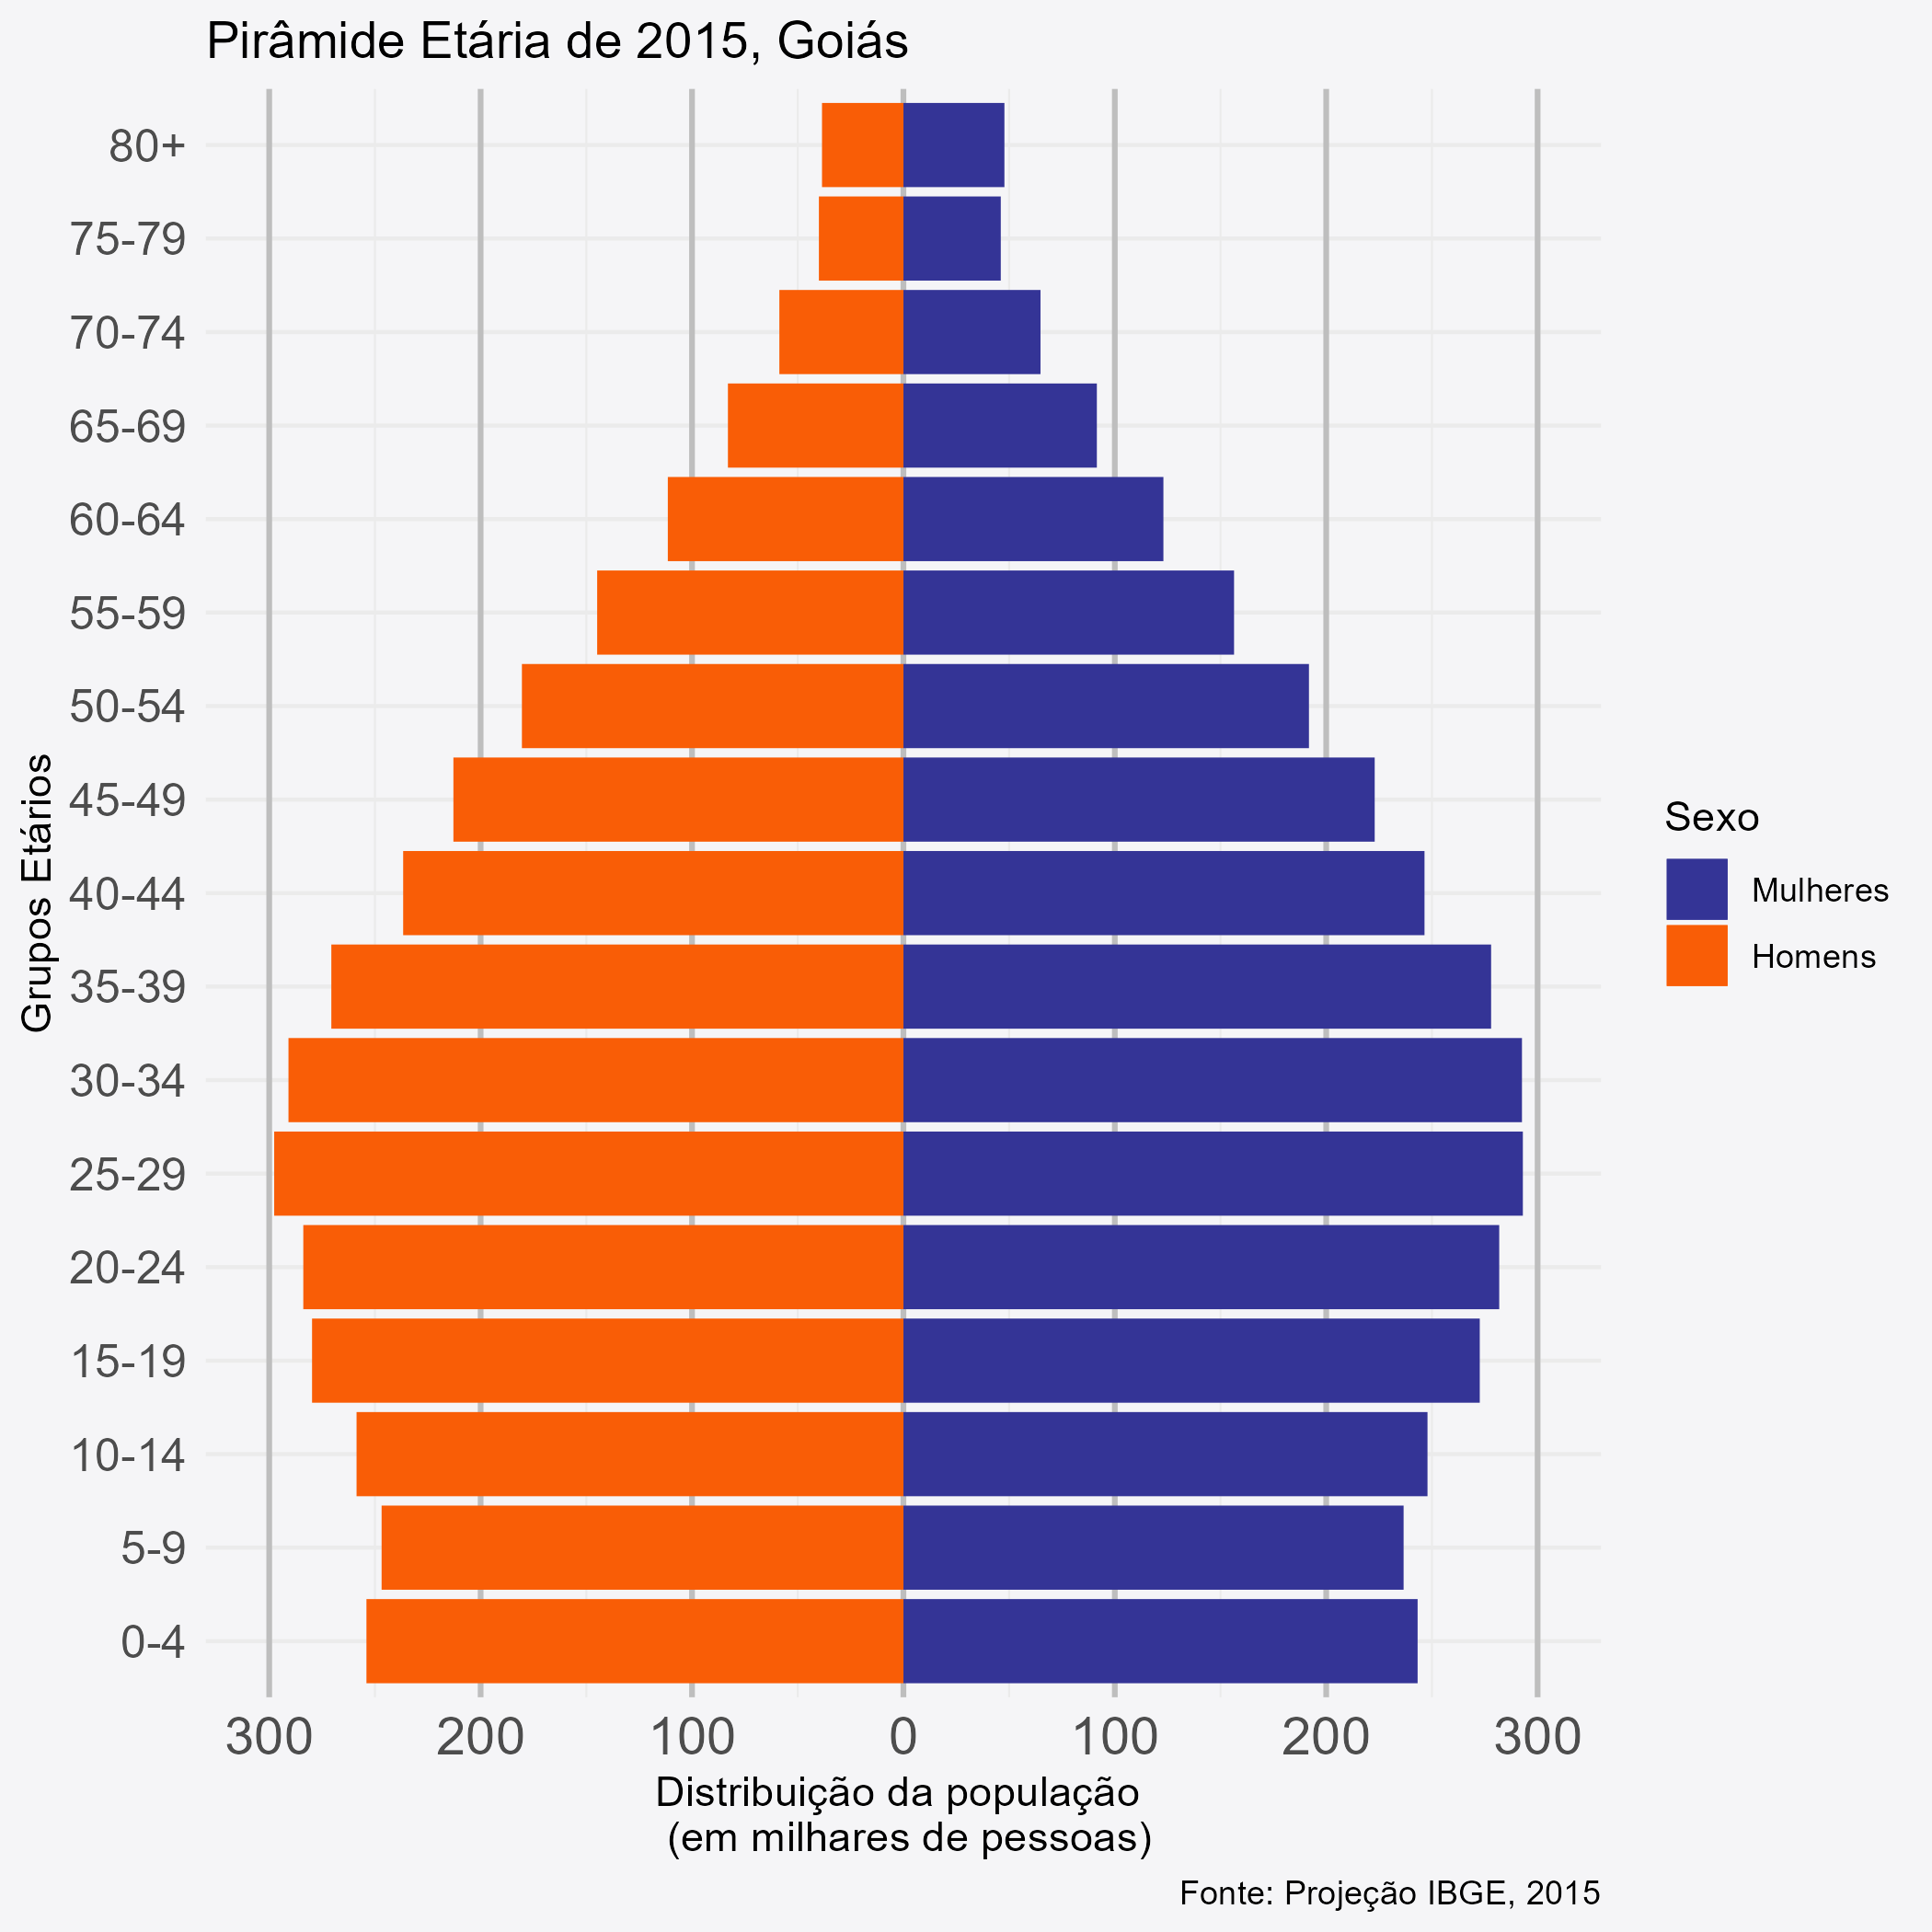 Pirâmide Etária de 2015, Goiás
80+
75-79
70-74
65-69
60-64
55-59
50-54
45-49
40-44
35-39
30-34
25-29
20-24
15-19
10-14
5-9
0-4
Grupos Etários
300 200 100 0 100 200 300
Distribuição da população
(em milhares de pessoas)
Sexo
Mulheres
Homens
Fonte: Projeção IBGE, 2015